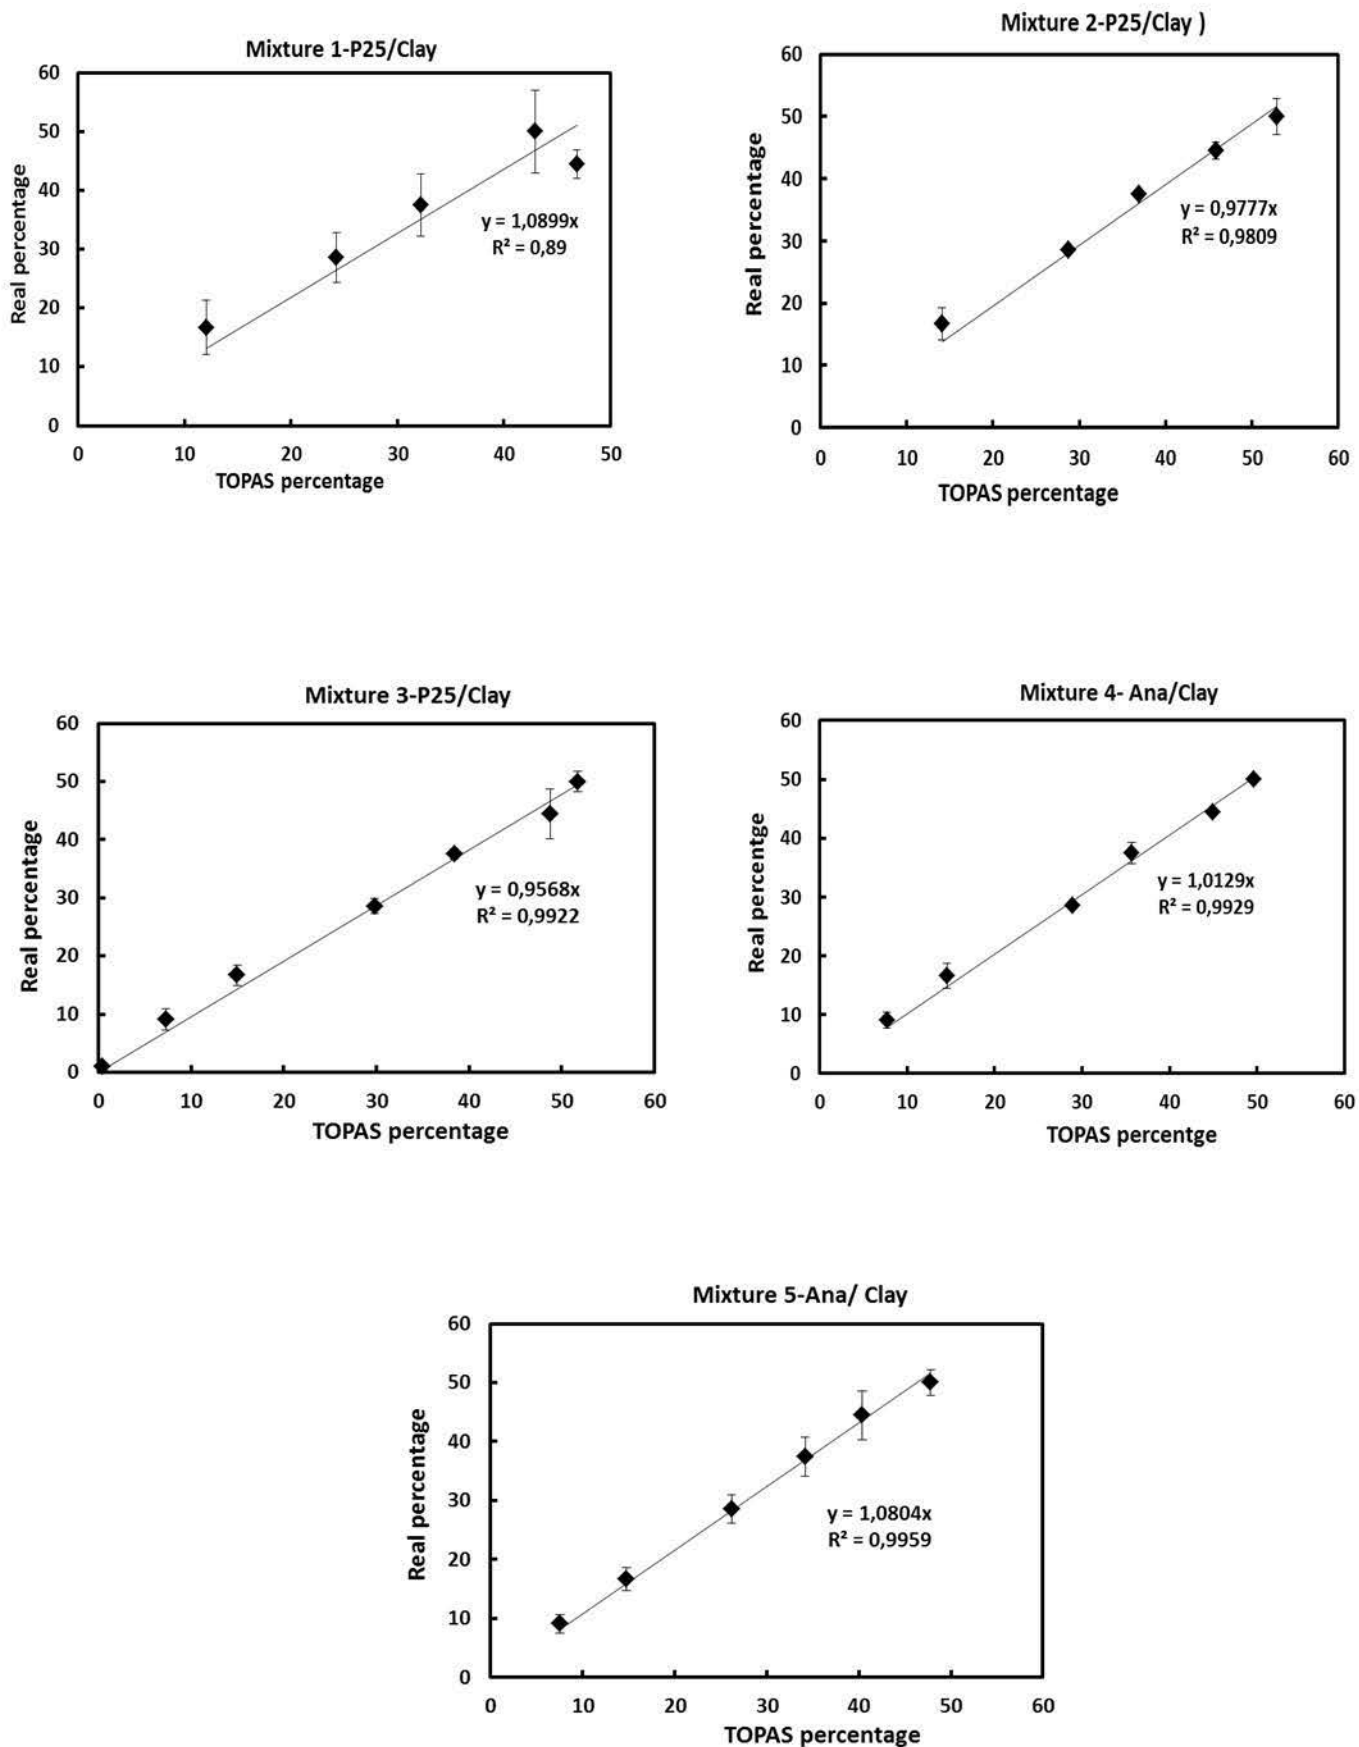 Mixture 1-P25/Clay
60
50
40
30
20
10
0
Real percentage
y = 1,0899x
R² = 0,89
0 10 20 30 40 50
TOPAS percentage
Mixture 2-P25/Clay )
60
50
40
30
20
10
0
Real percentage
y = 0,9777x
R² = 0,9809
0 10 20 30 40 50 60
TOPAS percentage
Mixture 3-P25/Clay
60
50
40
30
20
10
0
Real percentage
y = 0,9568x
R² = 0,9922
0 10 20 30 40 50 60
TOPAS percentage
Mixture 4- Ana/Clay
60
50
40
30
20
10
0
Real percentge
y = 1,0129x
R² = 0,9929
0 10 20 30 40 50 60
TOPAS percentge
Mixture 5-Ana/ Clay
60
50
40
30
20
10
0
Real percentage
y = 1,0804x
R² = 0,9959
0 10 20 30 40 50 60
TOPAS percentage